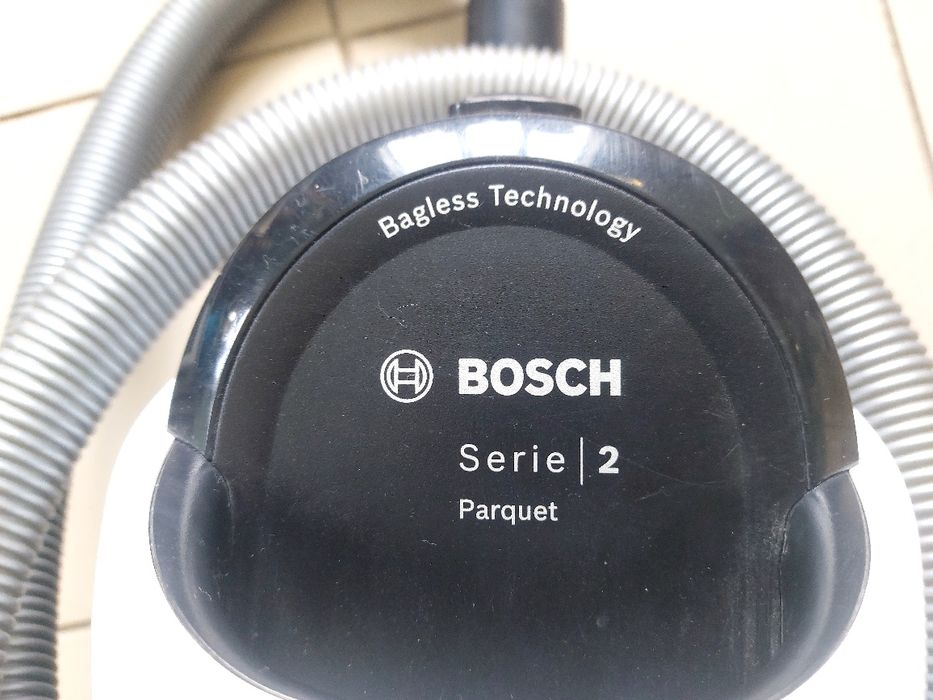 Bagless Technology
BOSCH
Serie | 2
Parquet